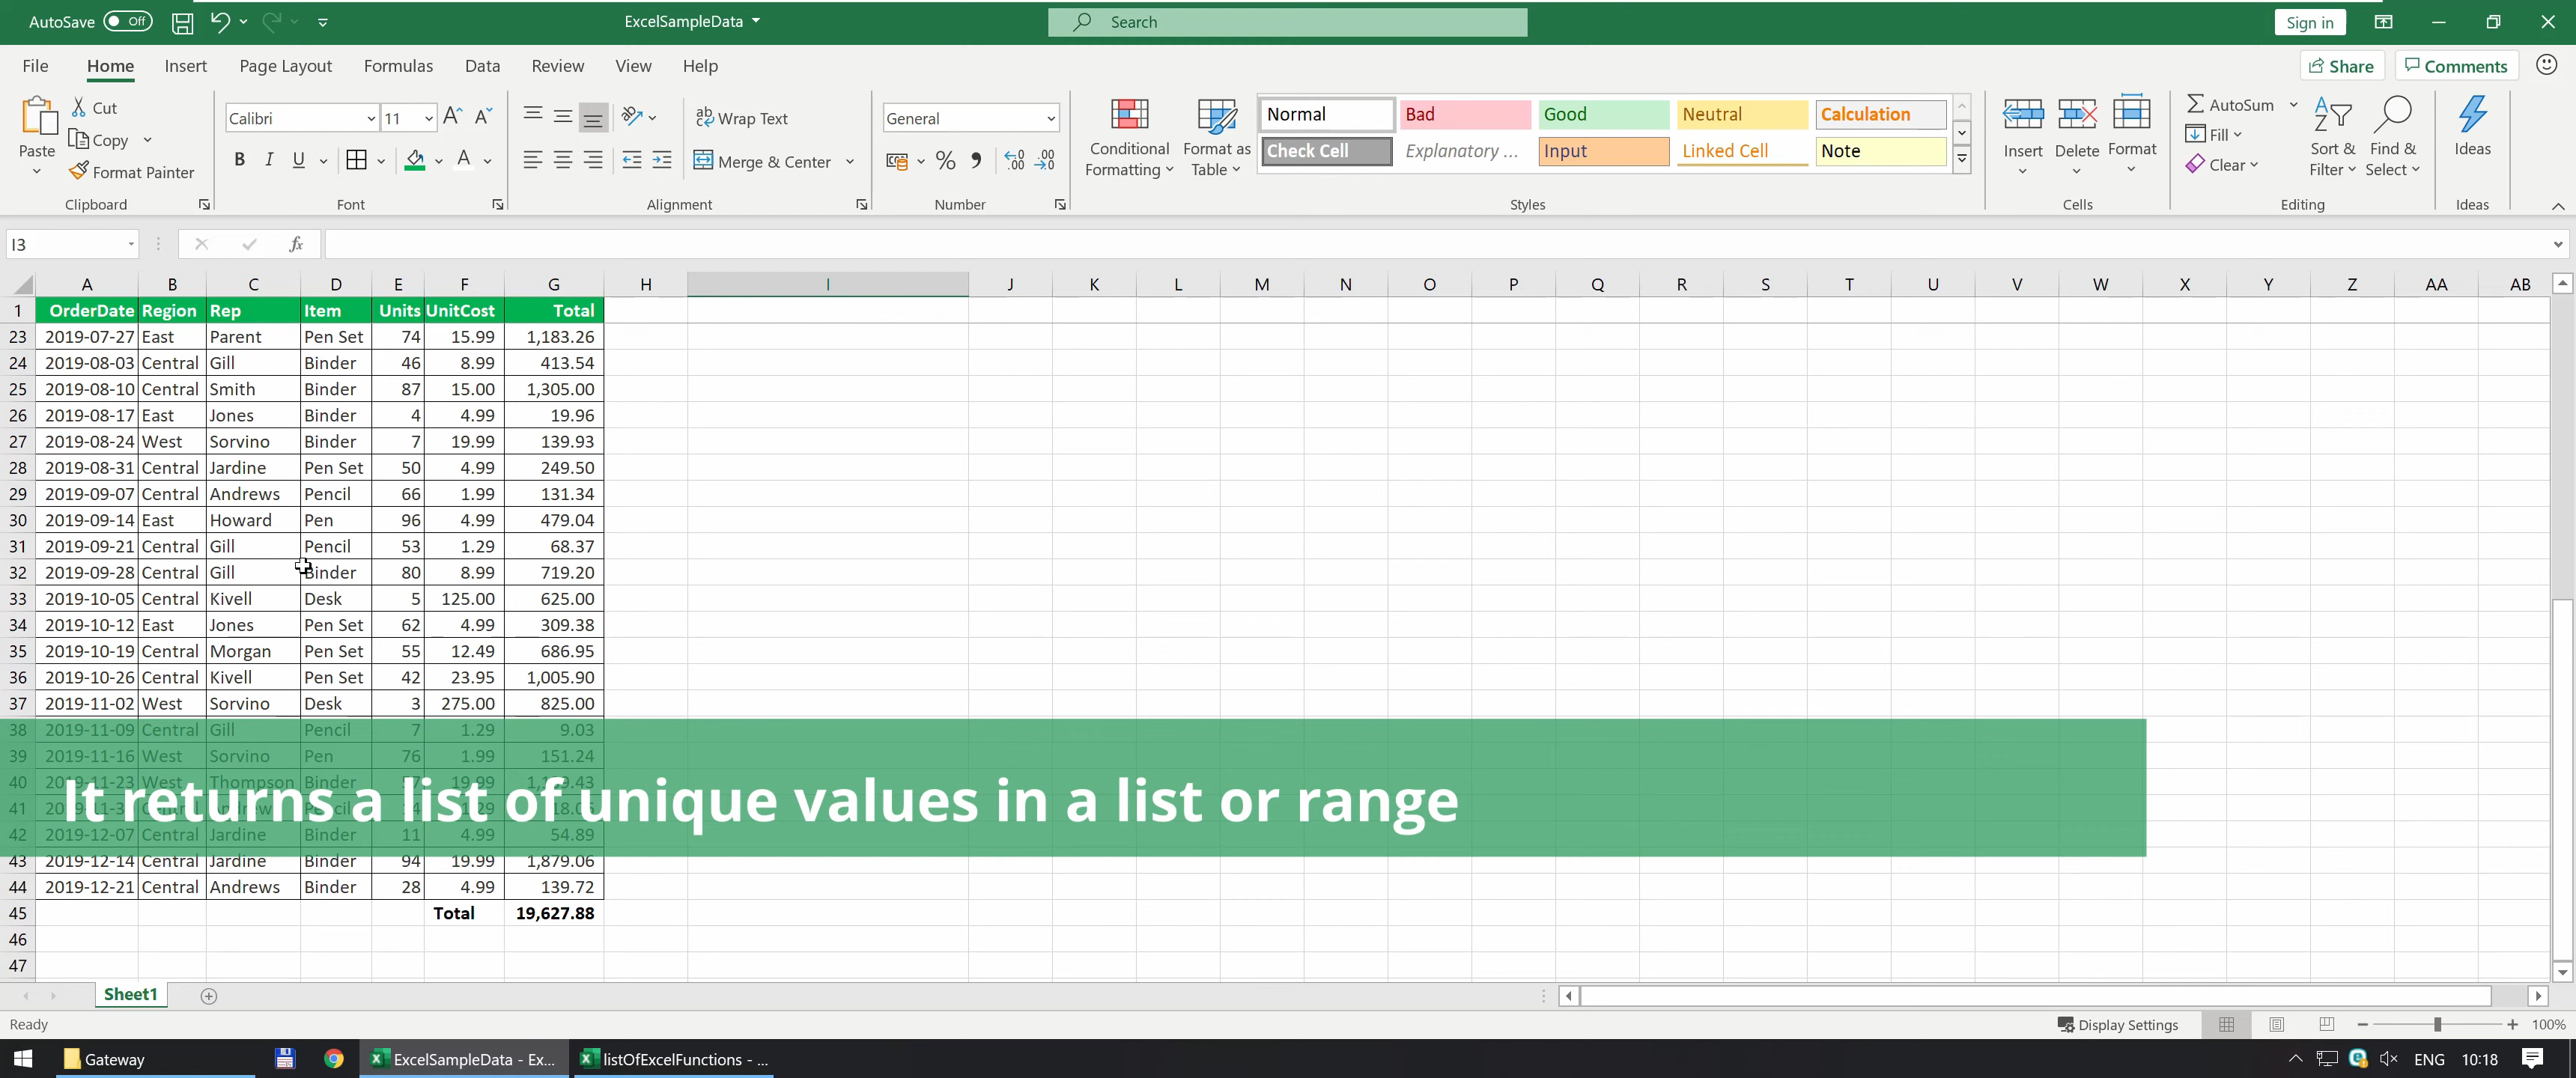 AutoSave Off ExcelSampleData Search Sign in
File Home Insert Page Layout Formulas Data Review View Help Share Comments
Cut
Copy
Paste
Format Painter
Clipboard
Calibri 11
B I U A
Font
Wrap Text
Merge & Center
Alignment
General
Number
Conditional Formatting
Format as Table
Normal Bad Good Neutral Calculation
Check Cell Explanatory ... Input Linked Cell Note
Styles
Insert Delete Format
Cells
AutoSum
Fill
Clear
Sort & Filter
Find & Select
Editing
Ideas
Ideas
I3 fx
A B C D E F G H I J K L M N O P Q R S T U V W X Y Z AA AB
1 OrderDate Region Rep Item Units UnitCost Total
23 2019-07-27 East Parent Pen Set 74 15.99 1,183.26
24 2019-08-03 Central Gill Binder 46 8.99 413.54
25 2019-08-10 Central Smith Binder 87 15.00 1,305.00
26 2019-08-17 East Jones Binder 4 4.99 19.96
27 2019-08-24 West Sorvino Binder 7 19.99 139.93
28 2019-08-31 Central Jardine Pen Set 50 4.99 249.50
29 2019-09-07 Central Andrews Pencil 66 1.99 131.34
30 2019-09-14 East Howard Pen 96 4.99 479.04
31 2019-09-21 Central Gill Pencil 53 1.29 68.37
32 2019-09-28 Central Gill Binder 80 8.99 719.20
33 2019-10-05 Central Kivell Desk 5 125.00 625.00
34 2019-10-12 East Jones Pen Set 62 4.99 309.38
35 2019-10-19 Central Morgan Pen Set 55 12.49 686.95
36 2019-10-26 Central Kivell Pen Set 42 23.95 1,005.90
37 2019-11-02 West Sorvino Desk 3 275.00 825.00
38 2019-11-09 Central Gill Pencil 7 1.29 9.03
39 2019-11-16 West Sorvino Pen 76 1.99 151.24
40 2019-11-23 West Thompson Binder 19.99
It returns a list of unique values in a list or range
41
42 2019-12-07 Central Jardine Binder 11 4.99 54.89
43 2019-12-14 Central Jardine Binder 94 19.99 1,879.06
44 2019-12-21 Central Andrews Binder 28 4.99 139.72
45 Total 19,627.88
46
47
Sheet1
Ready Display Settings 100%
Gateway ExcelSampleData - Ex... listOfExcelFunctions - ... ENG 10:18